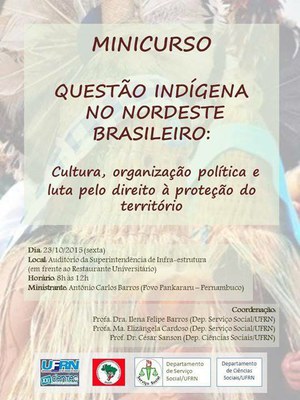 MINICURSO
QUESTÃO INDÍGENA
NO NORDESTE
BRASILEIRO:
Cultura, organização política e
luta pelo direito à proteção do
território
Dia: 23/10/2015 (sexta)
Local: Auditório da Superintendência de Infra-estrutura
(em frente ao Restaurante Universitário)
Horário: 8h às 12h
Ministrante: Antônio Carlos Barros (Povo Pankararu – Pernambuco)
Coordenação:
Profa. Dra. Ilena Felipe Barros (Dep. Serviço Social/UFRN)
Profa. Ma. Elizângela Cardoso (Dep. Serviço Social/UFRN)
Prof. Dr. César Sanson (Dep. Ciências Sociais/UFRN)
UFRN
Departamento
de Serviço
Social/UFRN
Departamento
de Ciências
Sociais/UFRN